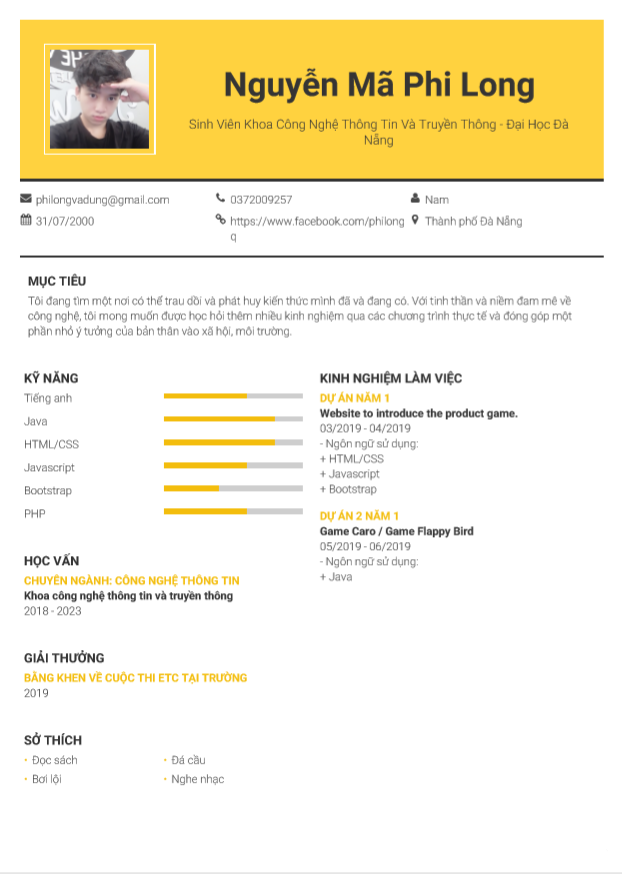 Nguyễn Mã Phi Long
Sinh Viên Khoa Công Nghệ Thông Tin Và Truyền Thông - Đại Học Đà
Nẵng
philongvadung@gmail.com
0372009257
Nam
31/07/2000
https://www.facebook.com/philong
q
Thành phố Đà Nẵng
MỤC TIÊU
Tôi đang tìm một nơi có thể trau dồi và phát huy kiến thức mình đã và đang có. Với tinh thần và niềm đam mê về
công nghệ, tôi mong muốn được học hỏi thêm nhiều kinh nghiệm qua các chương trình thực tế và đóng góp một
phần nhỏ ý tưởng của bản thân vào xã hội, môi trường.
KỸ NĂNG
Tiếng anh
Java
HTML/CSS
Javascript
Bootstrap
PHP
HỌC VẤN
CHUYÊN NGÀNH: CÔNG NGHỆ THÔNG TIN
Khoa công nghệ thông tin và truyền thông
2018 - 2023
GIẢI THƯỞNG
BẰNG KHEN VỀ CUỘC THI ETC TẠI TRƯỜNG
2019
SỞ THÍCH
• Đọc sách
• Đá cầu
• Bơi lội
• Nghe nhạc
KINH NGHIỆM LÀM VIỆC
DỰ ÁN NĂM 1
Website to introduce the product game.
03/2019 - 04/2019
- Ngôn ngữ sử dụng:
+ HTML/CSS
+ Javascript
+ Bootstrap
DỰ ÁN 2 NĂM 1
Game Caro / Game Flappy Bird
05/2019 - 06/2019
- Ngôn ngữ sử dụng:
+ Java